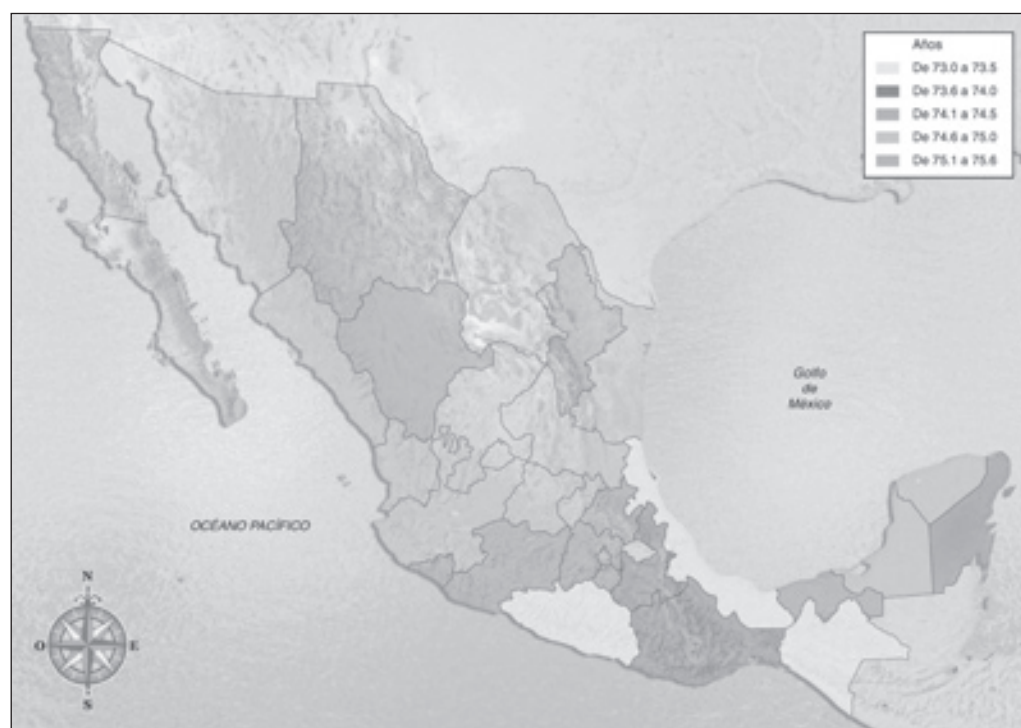 Años
De 73.0 a 73.5
De 73.6 a 74.0
De 74.1 a 74.5
De 74.6 a 75.0
De 75.1 a 75.6
Golfo
de
México
OCÉANO PACÍFICO
N
O
E
S